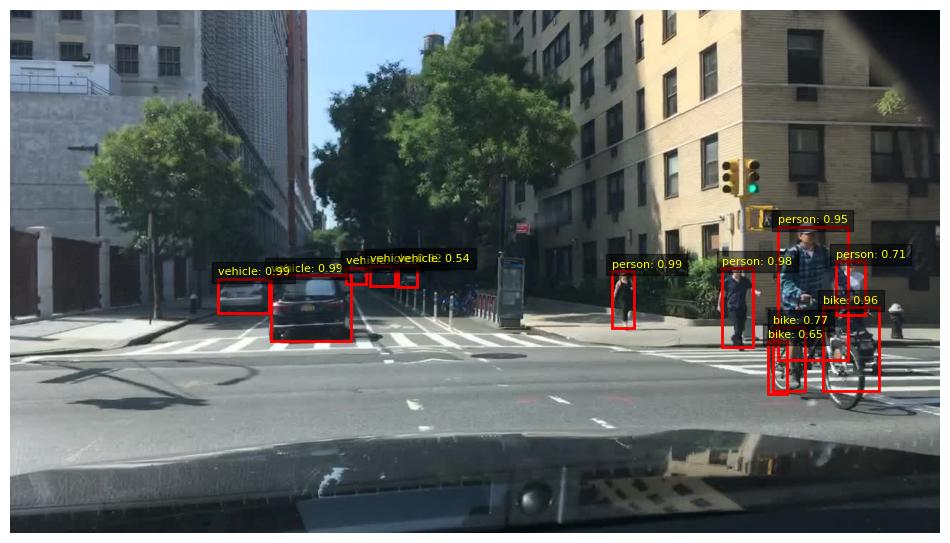 person: 0.95
person: 0.71
vehicle: 0.54
person: 0.99
person: 0.98
vehicle: 0.99
vehicle: 0.99
bike: 0.96
bike: 0.77
bike: 0.65